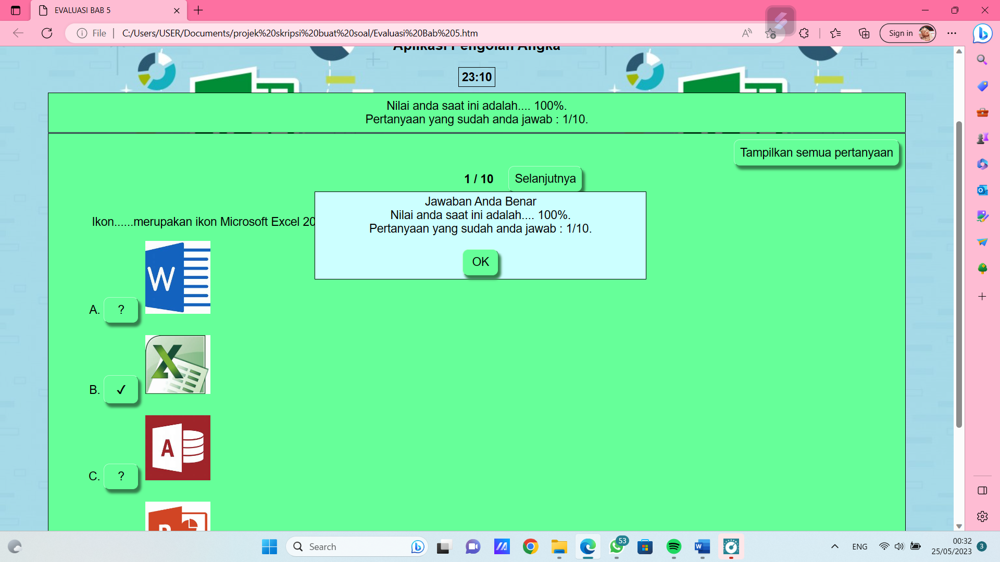 EVALUASI BAB 5
File
C:/Users/USER/Documents/projek%20skripsi%20buat%20soal/Evaluasi%20Bab%205.htm
Sign in
Aplikasi Pengolah Angka
23:10
Nilai anda saat ini adalah.... 100%.
Pertanyaan yang sudah anda jawab : 1/10.
Tampilkan semua pertanyaan
1 / 10
Selanjutnya
Jawaban Anda Benar
Nilai anda saat ini adalah.... 100%.
Pertanyaan yang sudah anda jawab : 1/10.
OK
Ikon......merupakan ikon Microsoft Excel 20
W
A. ?
X
B. ✓
A
C. ?
P
Search
53
W
ENG
00:32
25/05/2023
3